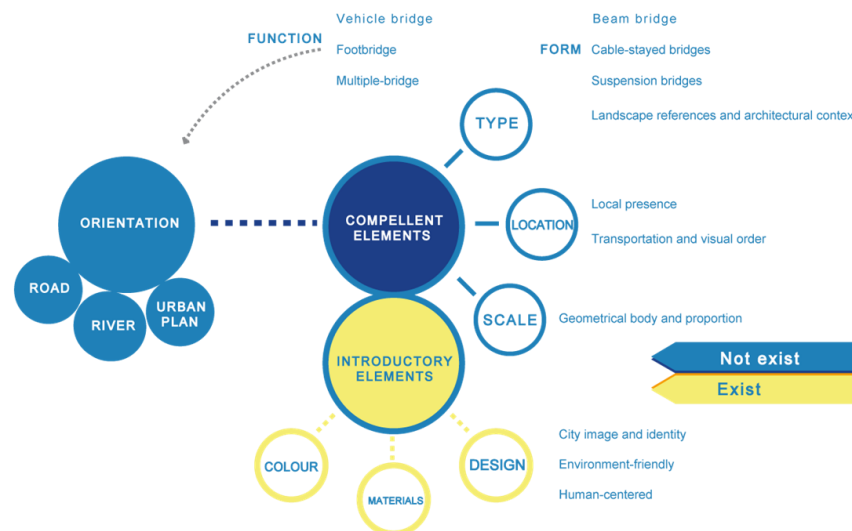 Vehicle bridge
FUNCTION
Footbridge
Multiple-bridge
Beam bridge
FORM
Cable-stayed bridges
Suspension bridges
Landscape references and architectural contex
TYPE
ORIENTATION
ROAD
RIVER
URBAN
PLAN
COMPELLENT
ELEMENTS
LOCATION
Local presence
Transportation and visual order
SCALE
Geometrical body and proportion
INTRODUCTORY
ELEMENTS
Not exist
Exist
COLOUR
MATERIALS
DESIGN
City image and identity
Environment-friendly
Human-centered